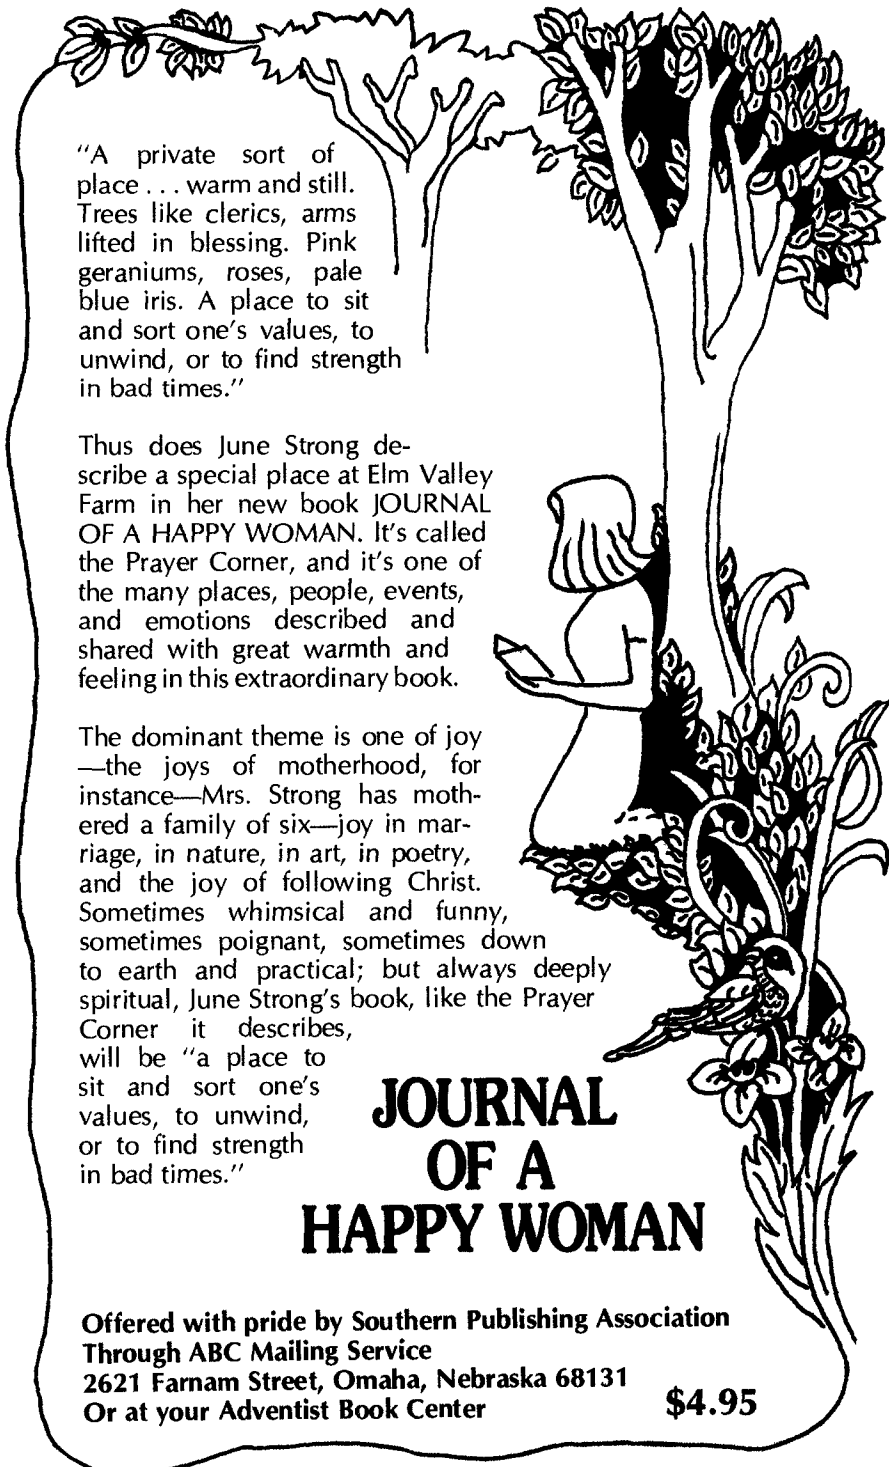 "A private sort of
place . . . warm and still.
Trees like clerics, arms
lifted in blessing. Pink
geraniums, roses, pale
blue iris. A place to sit
and sort one's values, to
unwind, or to find strength
in bad times."
Thus does June Strong de-
scribe a special place at Elm Valley
Farm in her new book JOURNAL
OF A HAPPY WOMAN. It's called
the Prayer Corner, and it's one of
the many places, people, events,
and emotions described and
shared with great warmth and
feeling in this extraordinary book.
The dominant theme is one of joy
—the joys of motherhood, for
instance—Mrs. Strong has moth-
ered a family of six—joy in mar-
riage, in nature, in art, in poetry,
and the joy of following Christ.
Sometimes whimsical and funny,
sometimes poignant, sometimes down
to earth and practical; but always deeply
spiritual, June Strong's book, like the Prayer
Corner it describes,
will be "a place to
sit and sort one's
values, to unwind,
or to find strength
in bad times."
JOURNAL
OF A
HAPPY WOMAN
Offered with pride by Southern Publishing Association
Through ABC Mailing Service
2621 Farnam Street, Omaha, Nebraska 68131
Or at your Adventist Book Center
$4.95